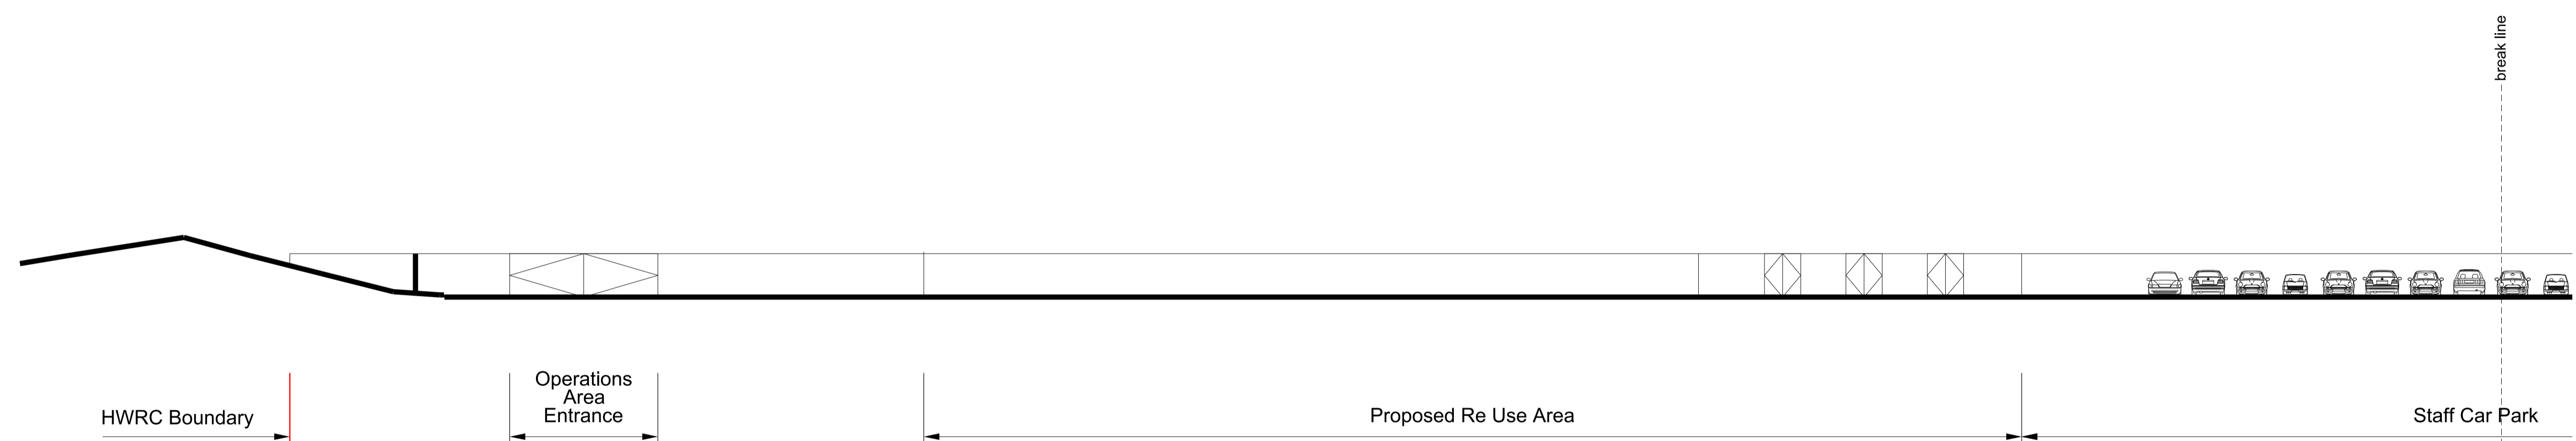 break line
HWRC Boundary
Operations
Area
Entrance
Proposed Re Use Area
Staff Car Park